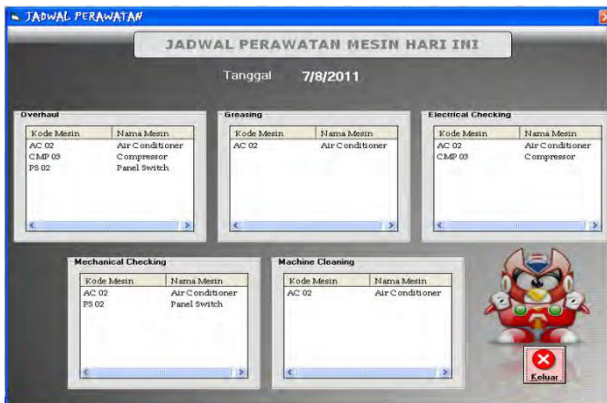 JADWAL PERAWATAN
JADWAL PERAWATAN MESIN HARI INI
Tanggal 7/8/2011
Overhaul
Kode Mesin Nama Mesin
AC 02 Air Conditioner
CMP 03 Compressor
PS 02 Panel Switch
Greasing
Kode Mesin Nama Mesin
AC 02 Air Conditioner
Electrical Checking
Kode Mesin Nama Mesin
AC 02 Air Conditioner
CMP 03 Compressor
Mechanical Checking
Kode Mesin Nama Mesin
AC 02 Air Conditioner
PS 02 Panel Switch
Machine Cleaning
Kode Mesin Nama Mesin
AC 02 Air Conditioner
Keluar